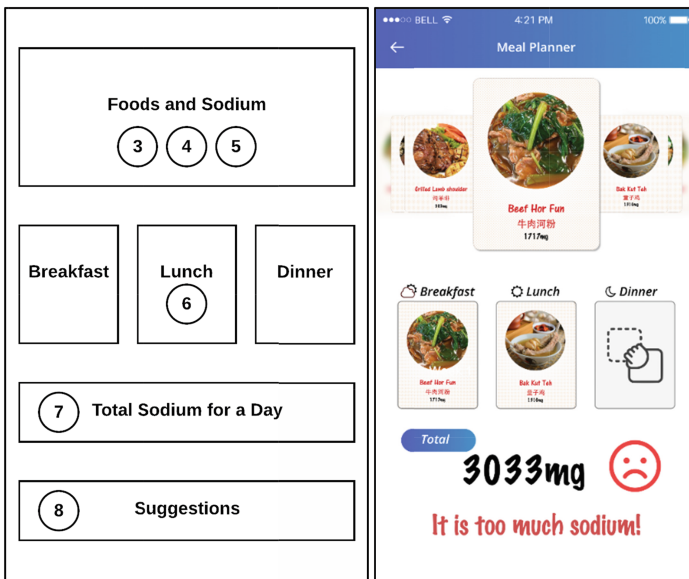 Foods and Sodium
3 4 5
Breakfast
Lunch
6
Dinner
7 Total Sodium for a Day
8 Suggestions
BELL 4:21 PM 100%
Meal Planner
Grilled Lamb shoulder
Beef Hor Fun
牛肉河粉
1717mg
Bak Kut Teh
1316mg
Breakfast
Lunch
Dinner
Beef Hor Fun
牛肉河粉
1717mg
Bak Kut Teh
1316mg
Total
3033mg
It is too much sodium!